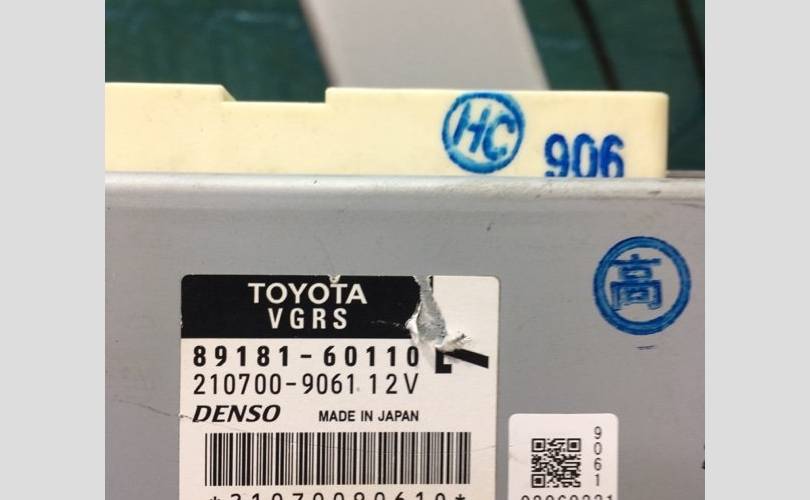 HC
906
高
TOYOTA
VGRS
89181-60110
210700-9061 12V
DENSO MADE IN JAPAN
9061